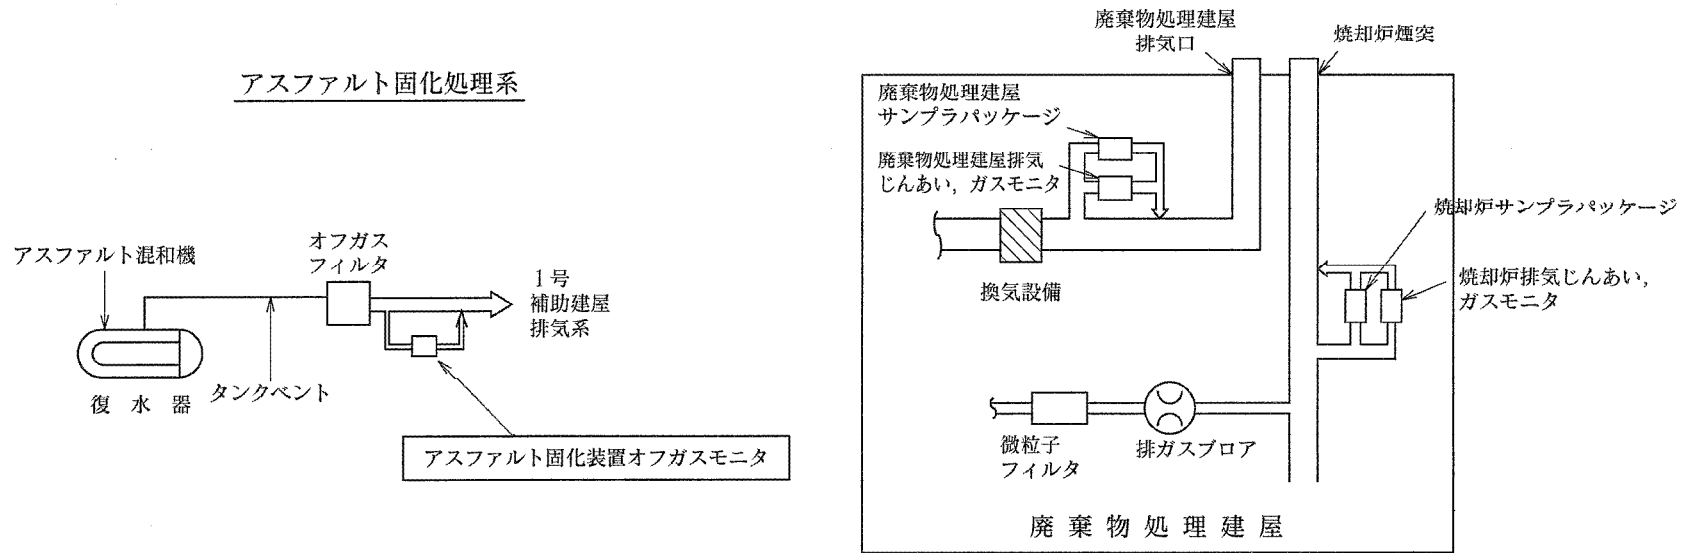 アスファルト固化処理系
アスファルト混和機
オフガス
フィルタ
1号
補助建屋
排気系
タンクベント
復水器
アスファルト固化装置オフガスモニタ
廃棄物処理建屋
排気口
焼却炉煙突
廃棄物処理建屋
サンプラパッケージ
廃棄物処理建屋排気
じんあい,ガスモニタ
焼却炉サンプラパッケージ
焼却炉排気じんあい,
ガスモニタ
換気設備
微粒子
フィルタ
排ガスブロア
廃棄物処理建屋